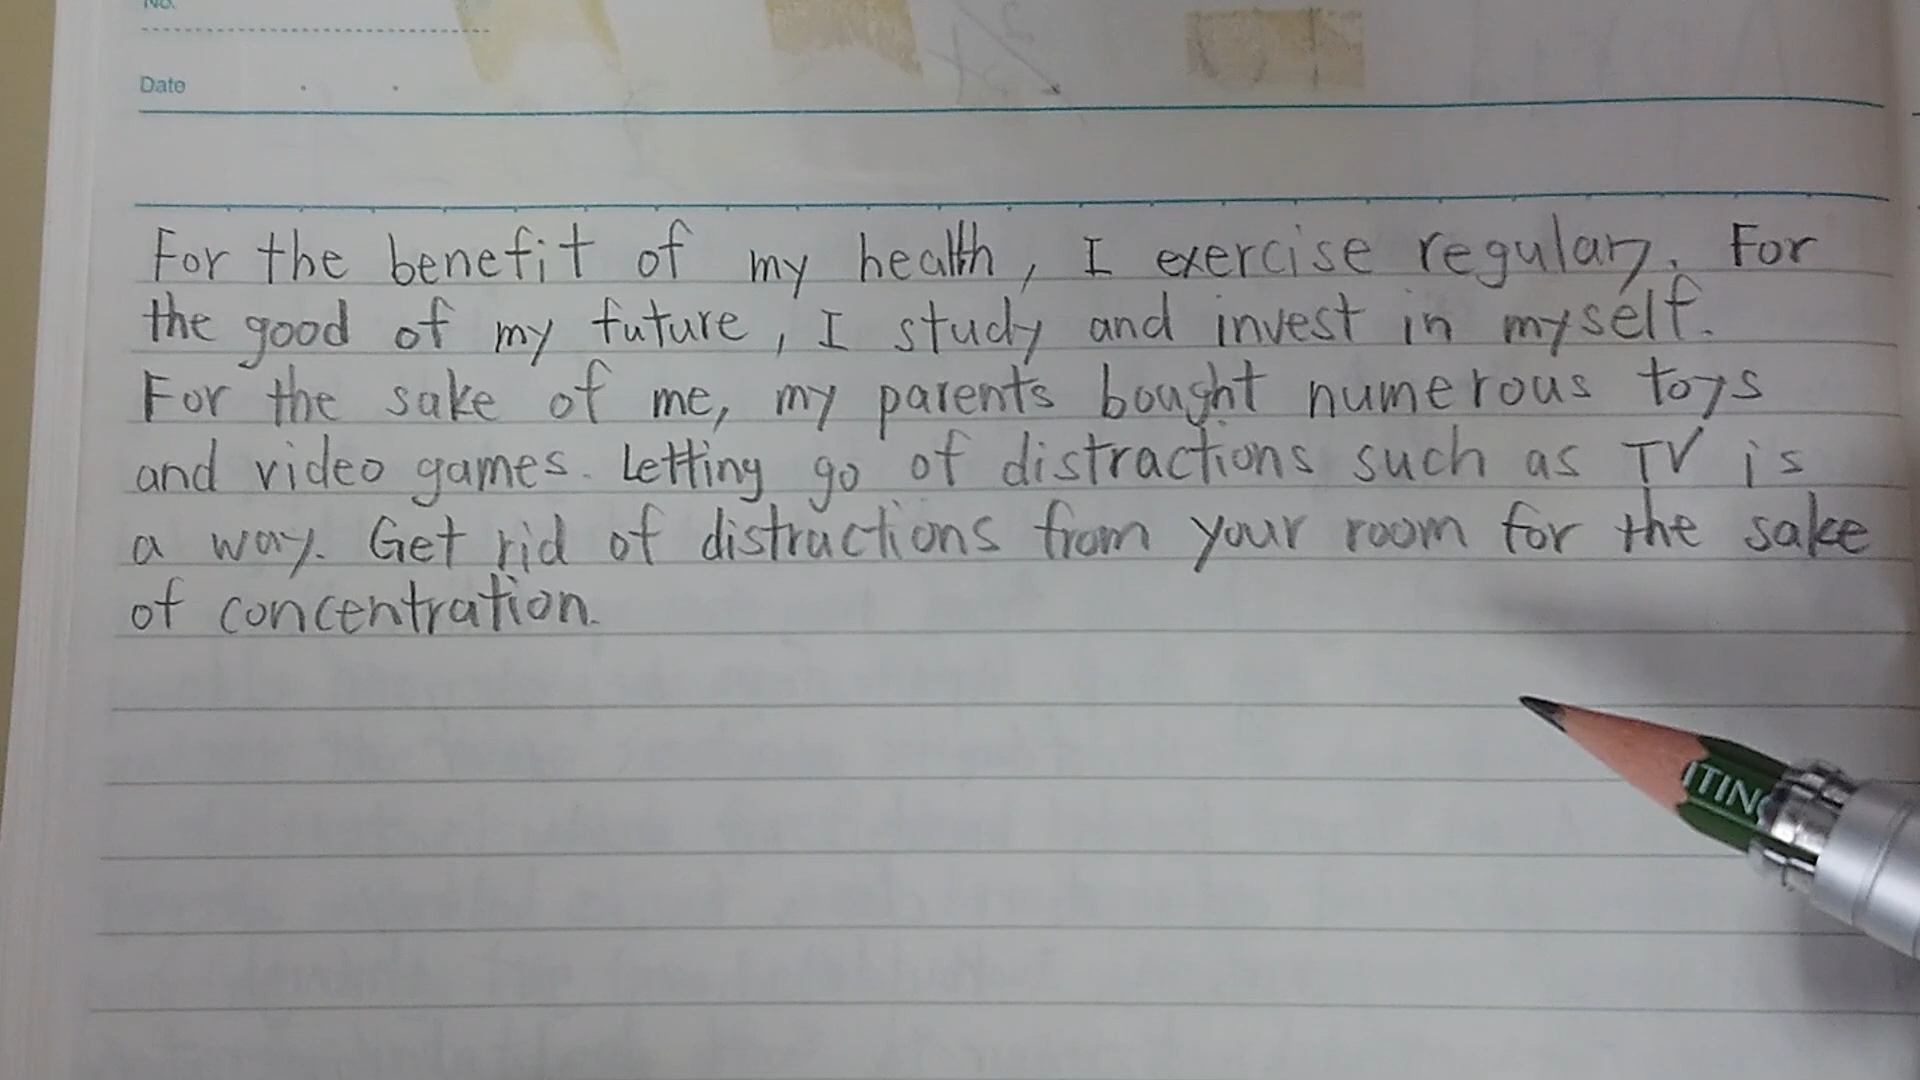 No.
Date
For the benefit of my health, I exercise regulary. For
the good of my future, I study and invest in myself.
For the sake of me, my parents bought numerous toys
and video games. Letting go of distractions such as TV is
a way. Get rid of distractions from your room for the sake
of concentration.
ITING